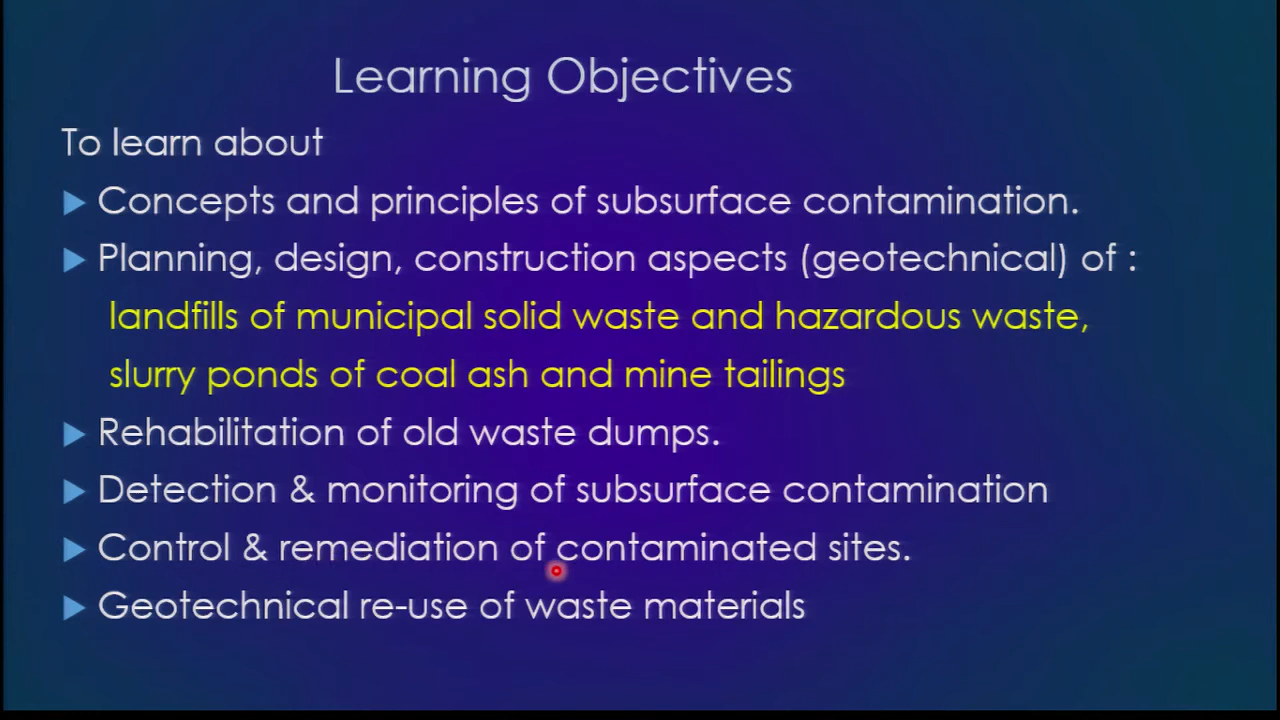 Learning Objectives
To learn about
Concepts and principles of subsurface contamination.
Planning, design, construction aspects (geotechnical) of :
landfills of municipal solid waste and hazardous waste,
slurry ponds of coal ash and mine tailings
Rehabilitation of old waste dumps.
Detection & monitoring of subsurface contamination
Control & remediation of contaminated sites.
Geotechnical re-use of waste materials